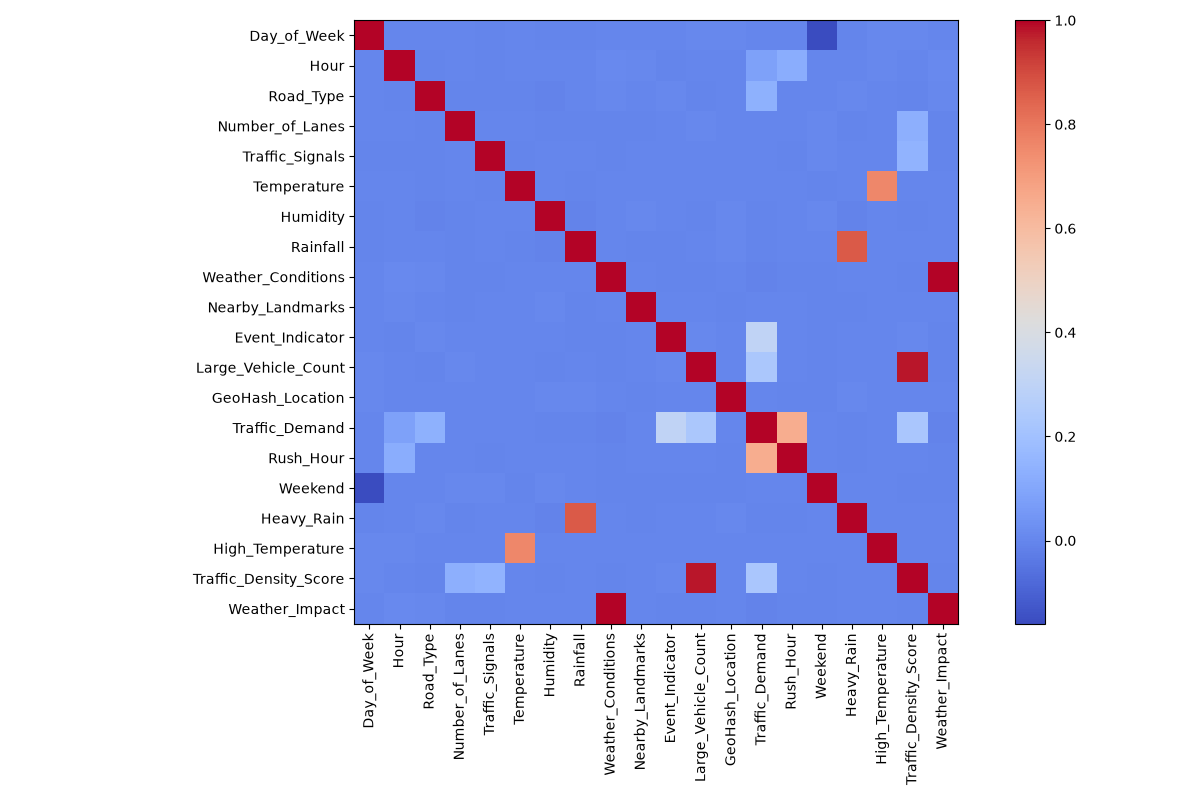 Day_of_Week
Hour
Road_Type
Number_of_Lanes
Traffic_Signals
Temperature
Humidity
Rainfall
Weather_Conditions
Nearby_Landmarks
Event_Indicator
Large_Vehicle_Count
GeoHash_Location
Traffic_Demand
Rush_Hour
Weekend
Heavy_Rain
High_Temperature
Traffic_Density_Score
Weather_Impact
Day_of_Week
Hour
Road_Type
Number_of_Lanes
Traffic_Signals
Temperature
Humidity
Rainfall
Weather_Conditions
Nearby_Landmarks
Event_Indicator
Large_Vehicle_Count
GeoHash_Location
Traffic_Demand
Rush_Hour
Weekend
Heavy_Rain
High_Temperature
Traffic_Density_Score
Weather_Impact
1.0
0.8
0.6
0.4
0.2
0.0